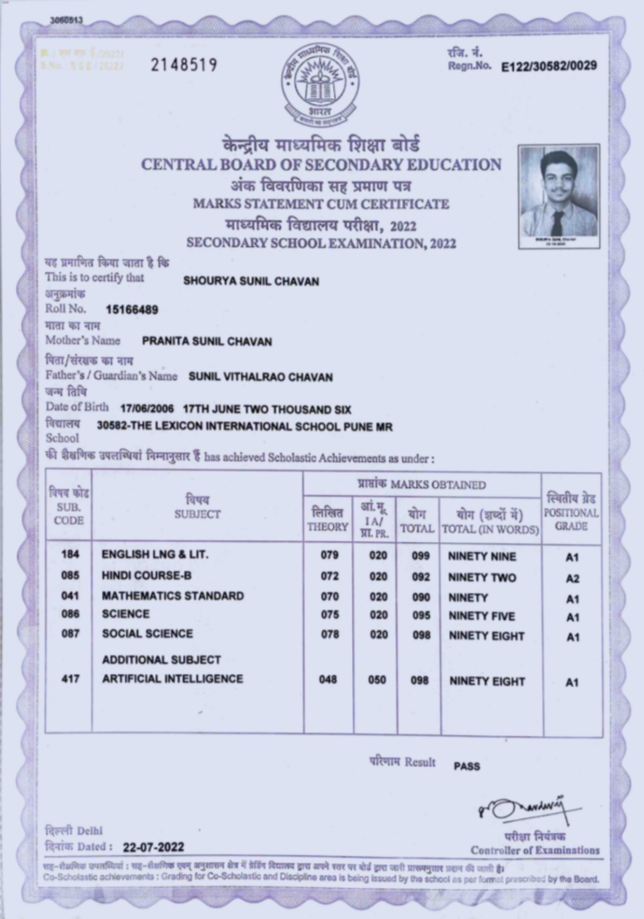 3060513
2148519
केन्द्रीय माध्यमिक शिक्षा बोर्ड
भारत
रजि. नं.
Regn.No. E122/30582/0029
केन्द्रीय माध्यमिक शिक्षा बोर्ड
CENTRAL BOARD OF SECONDARY EDUCATION
अंक विवरणिका सह प्रमाण पत्र
MARKS STATEMENT CUM CERTIFICATE
माध्यमिक विद्यालय परीक्षा, 2022
SECONDARY SCHOOL EXAMINATION, 2022
यह प्रमाणित किया जाता है कि
This is to certify that SHOURYA SUNIL CHAVAN
अनुक्रमांक
Roll No. 15166489
माता का नाम
Mother's Name PRANITA SUNIL CHAVAN
पिता/संरक्षक का नाम
Father's / Guardian's Name SUNIL VITHALRAO CHAVAN
जन्म तिथि
Date of Birth 17/06/2006 17TH JUNE TWO THOUSAND SIX
विद्यालय 30582-THE LEXICON INTERNATIONAL SCHOOL PUNE MR
School
की शैक्षणिक उपलब्धियां निम्नानुसार हैं has achieved Scholastic Achievements as under :
विषय कोड SUB. CODE
विषय SUBJECT
प्राप्तांक MARKS OBTAINED
लिखित THEORY
आं.मू. I A/ प्रा. PR.
योग TOTAL
योग (शब्दों में) TOTAL (IN WORDS)
स्थितीय ग्रेड POSITIONAL GRADE
184 ENGLISH LNG & LIT. 079 020 099 NINETY NINE A1
085 HINDI COURSE-B 072 020 092 NINETY TWO A2
041 MATHEMATICS STANDARD 070 020 090 NINETY A1
086 SCIENCE 075 020 095 NINETY FIVE A1
087 SOCIAL SCIENCE 078 020 098 NINETY EIGHT A1
ADDITIONAL SUBJECT
417 ARTIFICIAL INTELLIGENCE 048 050 098 NINETY EIGHT A1
परिणाम Result PASS
दिल्ली Delhi
दिनांक Dated : 22-07-2022
परीक्षा नियंत्रक
Controller of Examinations
सह-शैक्षणिक उपलब्धियां : सह-शैक्षणिक एवम् अनुशासन क्षेत्र में ग्रेडिंग विद्यालय द्वारा अपने स्तर पर बोर्ड द्वारा जारी प्रारूपनुसार प्रदान की जाती है।
Co-Scholastic achievements : Grading for Co-Scholastic and Discipline area is being issued by the school as per format prescribed by the Board.